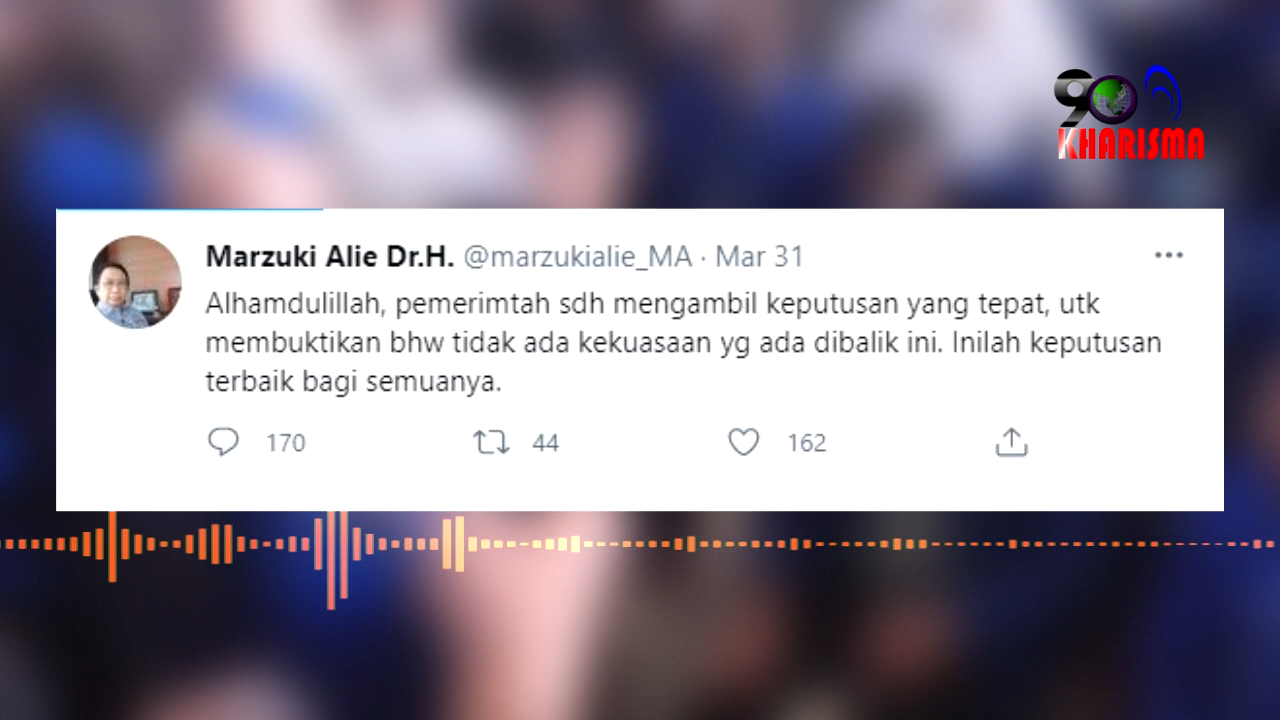 90
KHARISMA
Marzuki Alie Dr.H. @marzukialie_MA · Mar 31
Alhamdulillah, pemerimtah sdh mengambil keputusan yang tepat, utk
membuktikan bhw tidak ada kekuasaan yg ada dibalik ini. Inilah keputusan
terbaik bagi semuanya.
170 44 162